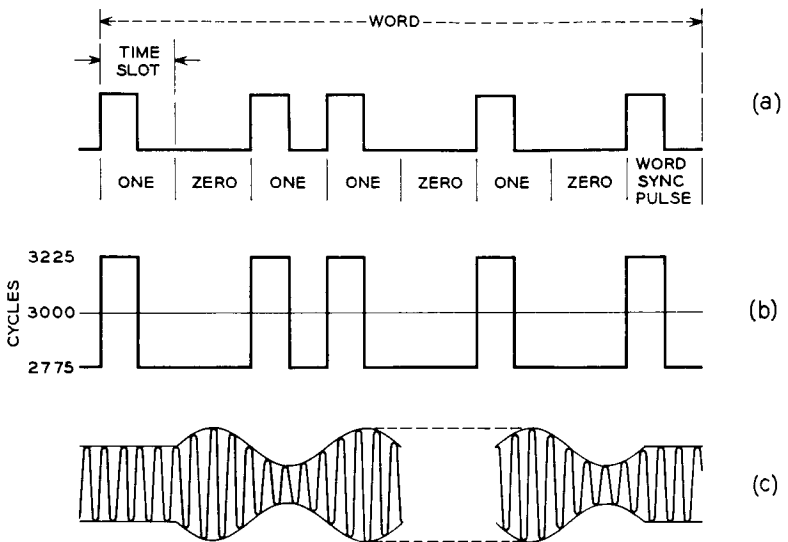 WORD
TIME
SLOT
(a)
ONE ZERO ONE ONE ZERO ONE ZERO WORD
SYNC
PULSE
3225
3000
2775
CYCLES
(b)
(c)